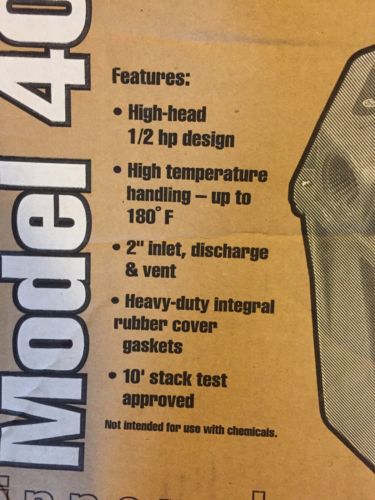 Model 40
Features:
• High-head
1/2 hp design
• High temperature
handling – up to
180° F
• 2" inlet, discharge
& vent
• Heavy-duty integral
rubber cover
gaskets
• 10' stack test
approved
Not intended for use with chemicals.